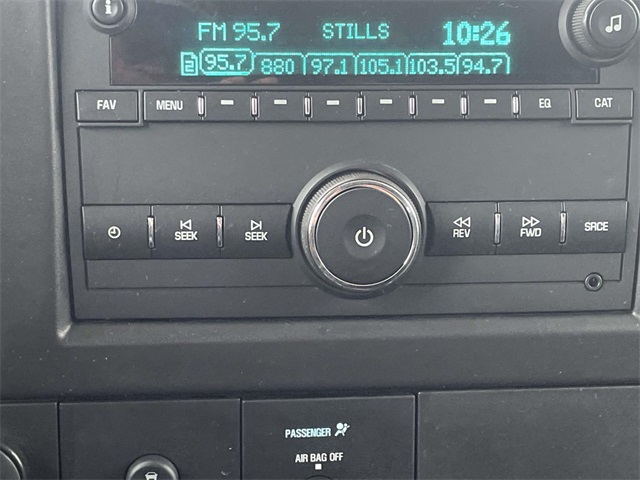 FM 95.7 STILLS 10:26
2 95.7 880 97.1 105.1 103.5 94.7
FAV MENU EQ CAT
SEEK SEEK REV FWD SRCE
PASSENGER
AIR BAG OFF